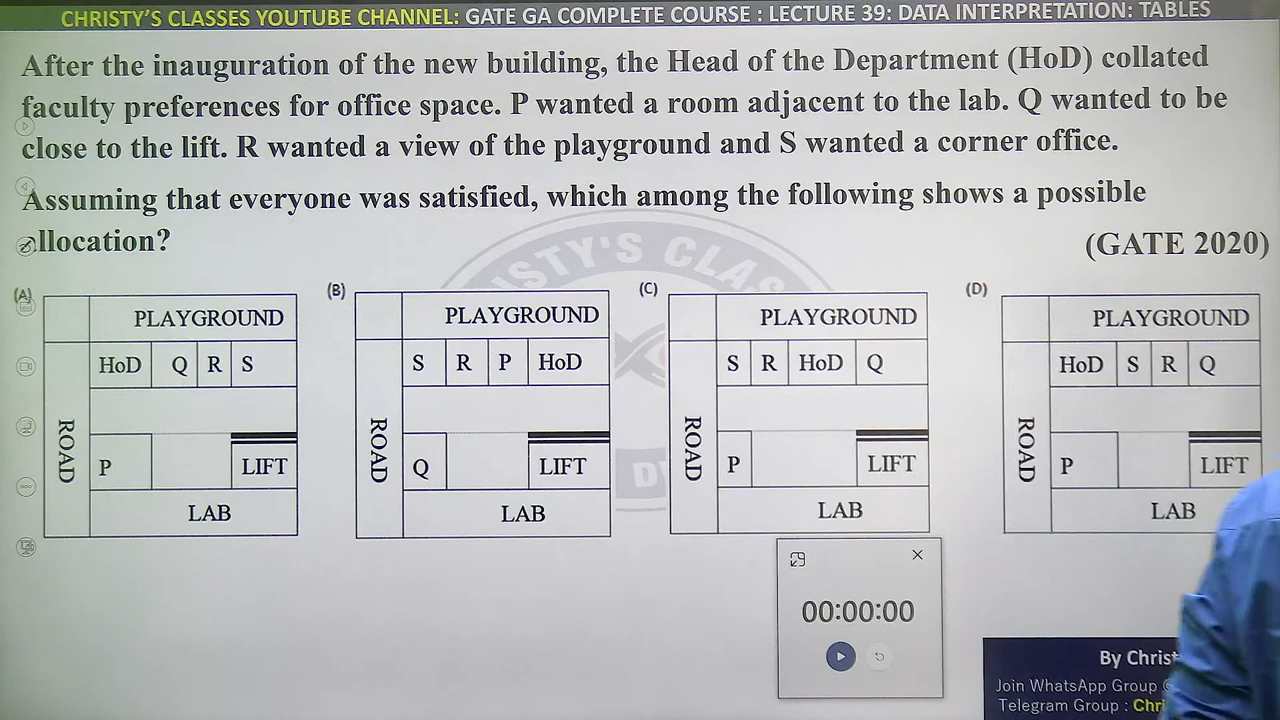 CHRISTY’S CLASSES YOUTUBE CHANNEL: GATE GA COMPLETE COURSE : LECTURE 39: DATA INTERPRETATION: TABLES
After the inauguration of the new building, the Head of the Department (HoD) collated
faculty preferences for office space. P wanted a room adjacent to the lab. Q wanted to be
close to the lift. R wanted a view of the playground and S wanted a corner office.
Assuming that everyone was satisfied, which among the following shows a possible
allocation?
(GATE 2020)
(A)
PLAYGROUND
HoD Q R S
ROAD
P LIFT
LAB
(B)
PLAYGROUND
S R P HoD
ROAD
Q LIFT
LAB
(C)
PLAYGROUND
S R HoD Q
ROAD
P LIFT
LAB
(D)
PLAYGROUND
HoD S R Q
ROAD
P LIFT
LAB
00:00:00
By Christ
Join WhatsApp Group
Telegram Group : Chri